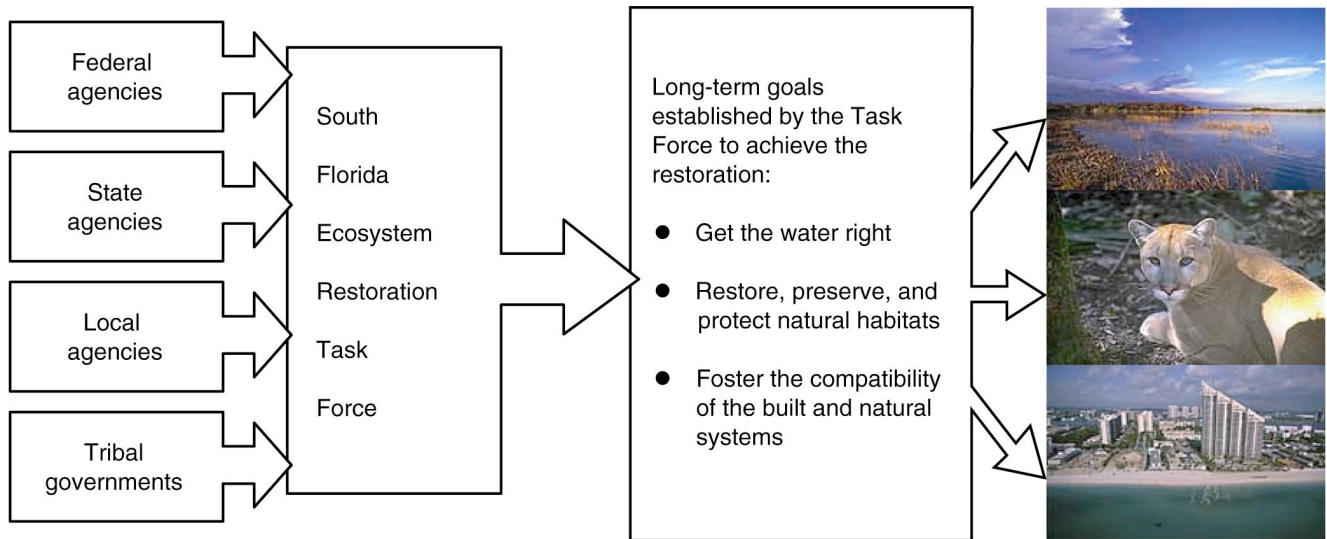 Federal
agencies
State
agencies
Local
agencies
Tribal
governments
South
Florida
Ecosystem
Restoration
Task
Force
Long-term goals
established by the Task
Force to achieve the
restoration:
● Get the water right
● Restore, preserve, and
protect natural habitats
● Foster the compatibility
of the built and natural
systems